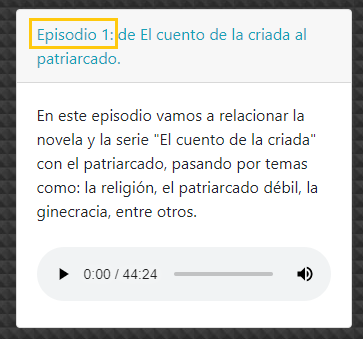 Episodio 1: de El cuento de la criada al
patriarcado.
En este episodio vamos a relacionar la
novela y la serie "El cuento de la criada"
con el patriarcado, pasando por temas
como: la religión, el patriarcado débil, la
ginecracia, entre otros.
0:00 / 44:24